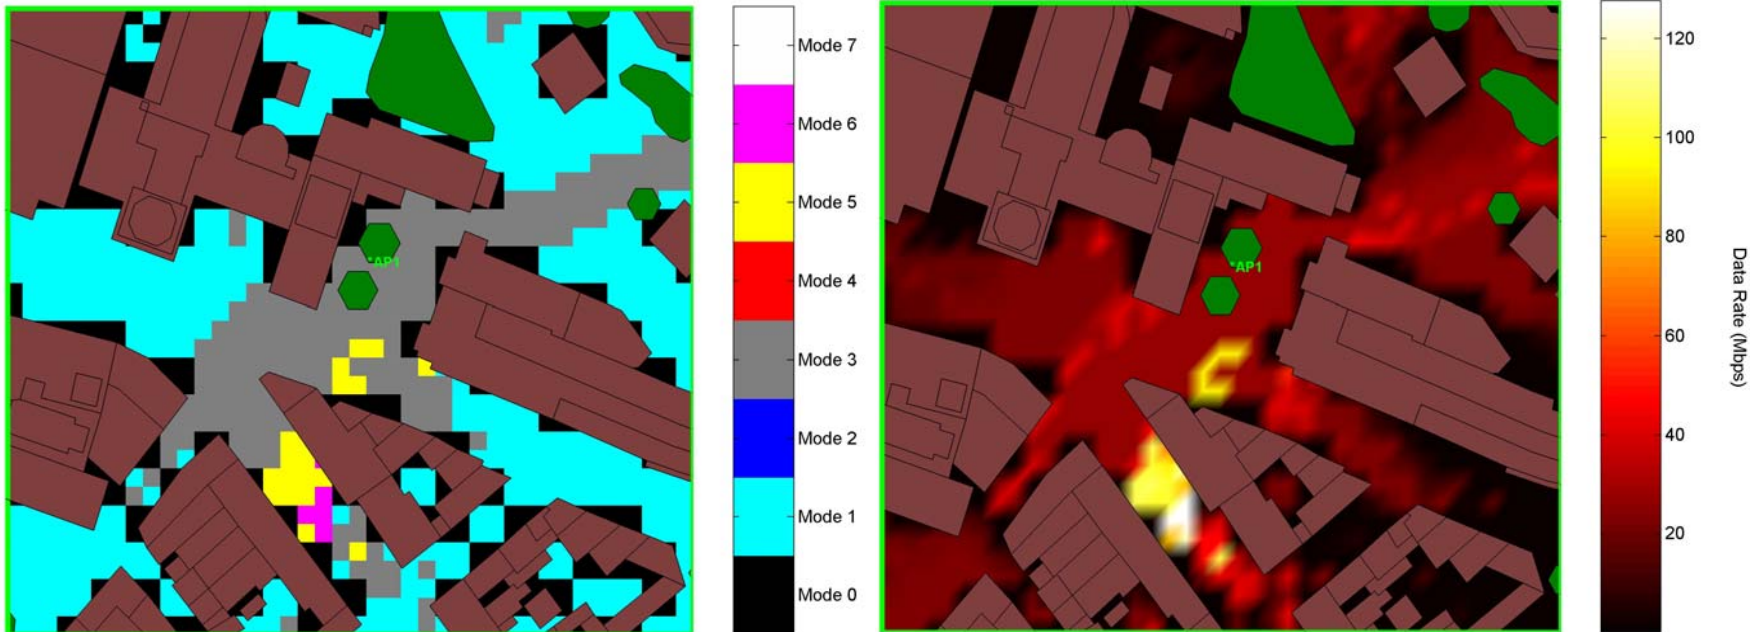 Mode 7
Mode 6
Mode 5
Mode 4
Mode 3
Mode 2
Mode 1
Mode 0
*AP1
*AP1
120
100
80
60
40
20
Data Rate (Mbps)